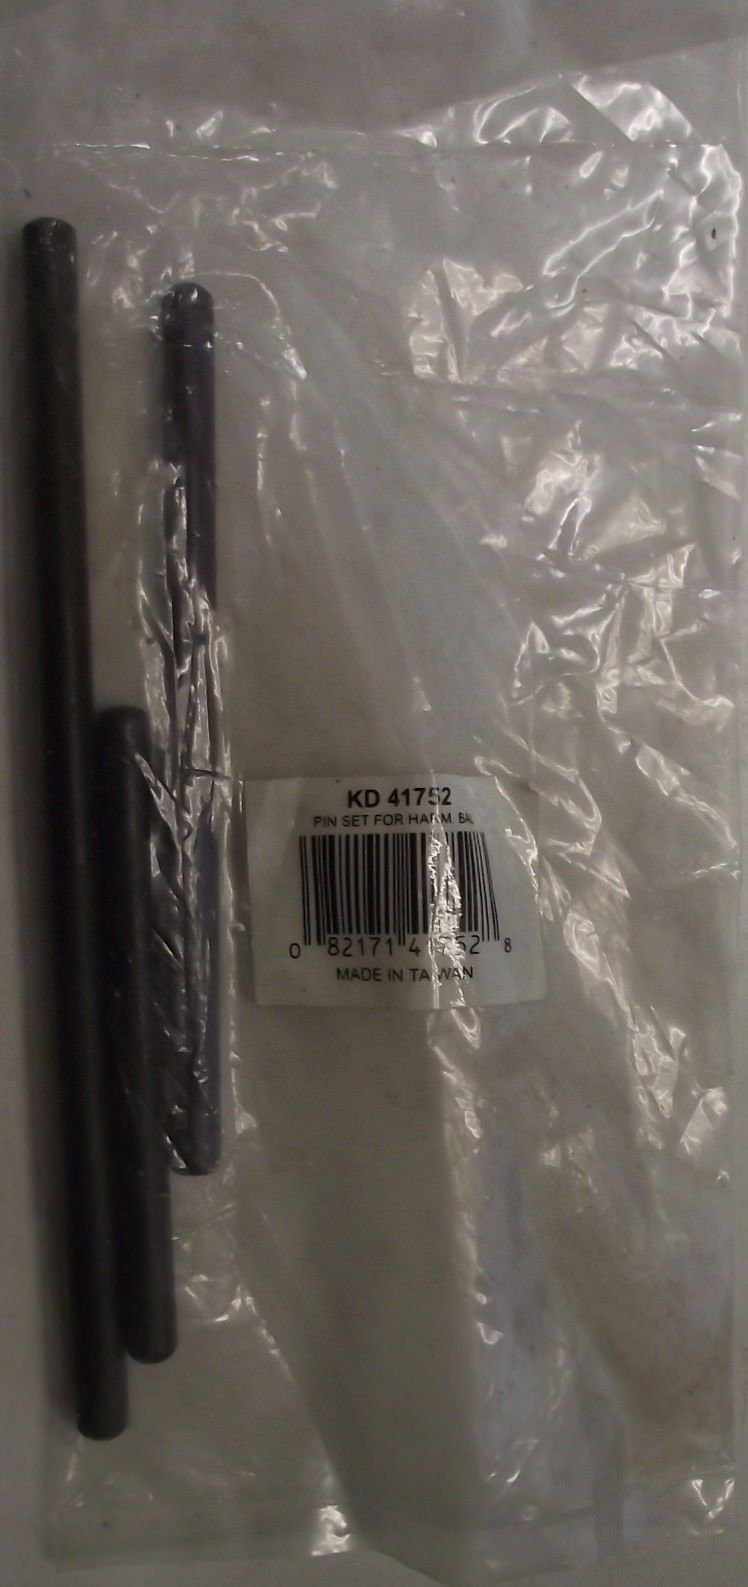 KD 41752
PIN SET FOR HARM. BAL
0 82171 41752 8
MADE IN TAIWAN